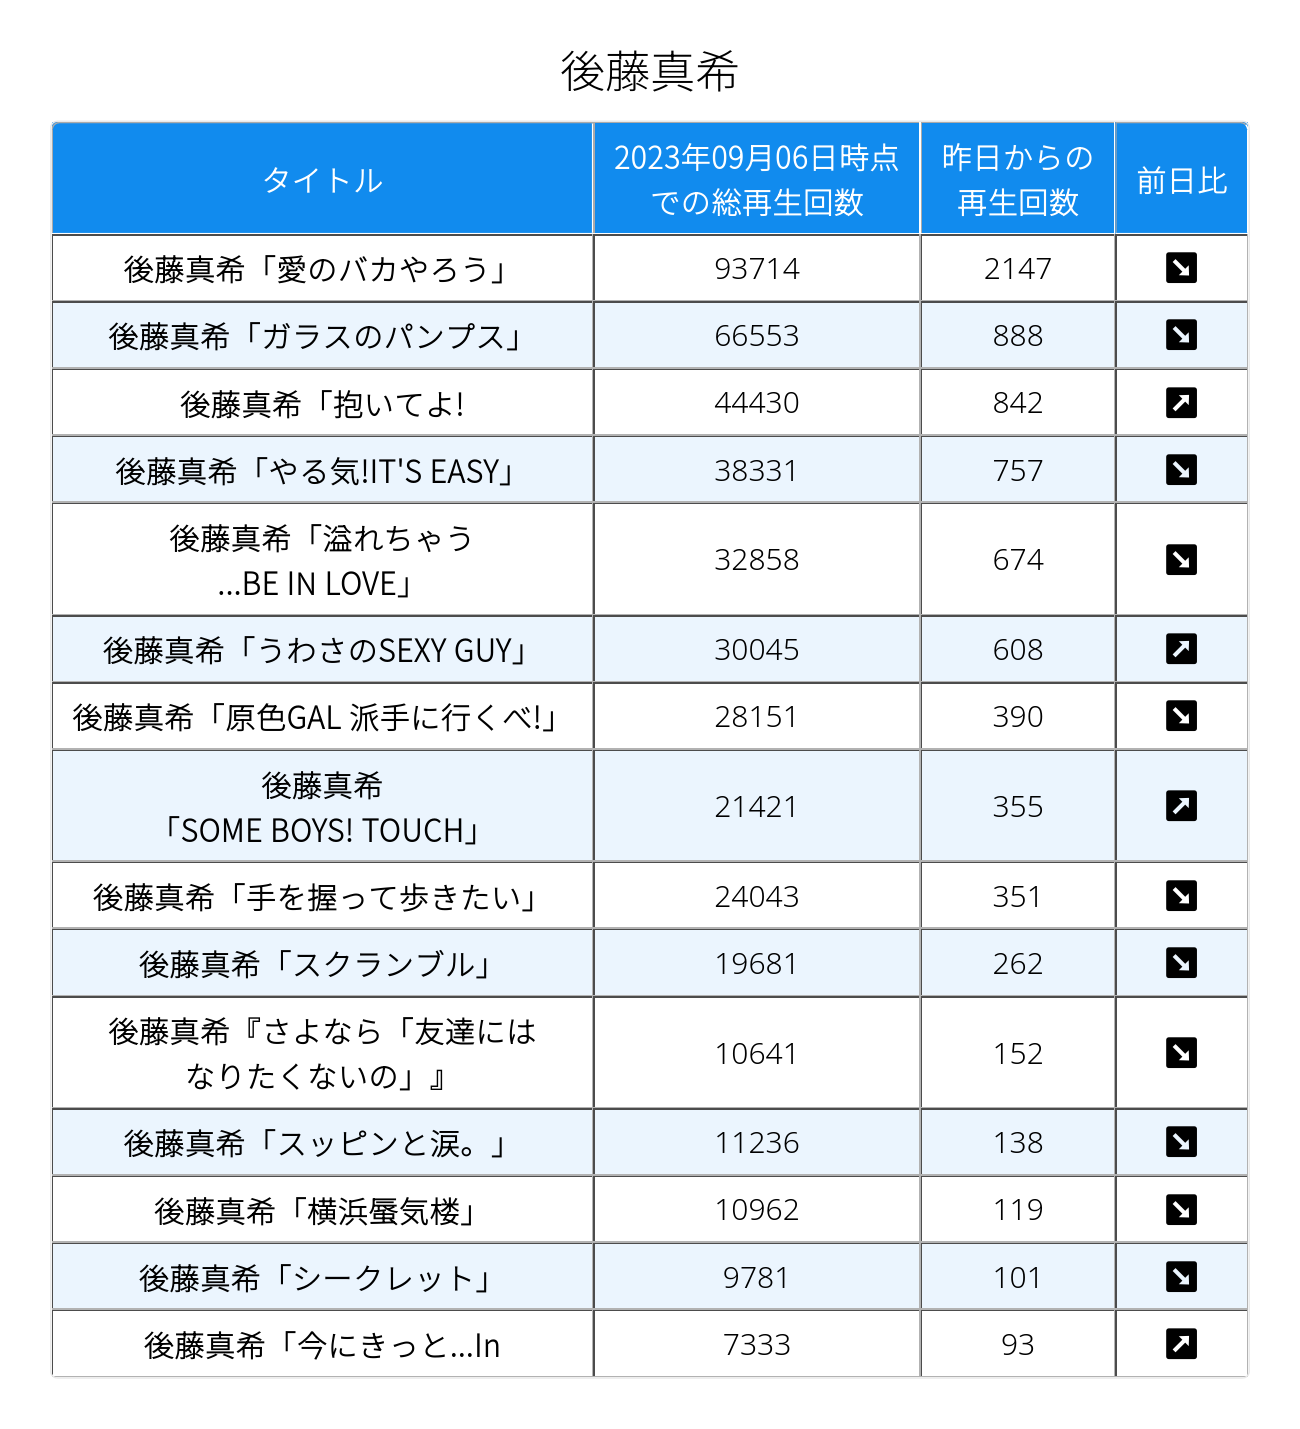 後藤真希
タイトル
2023年09月06日時点
での総再生回数
昨日からの
再生回数
前日比
後藤真希「愛のバカやろう」 93714 2147 ↘
後藤真希「ガラスのパンプス」 66553 888 ↘
後藤真希「抱いてよ! 44430 842 ↗
後藤真希「やる気!IT'S EASY」 38331 757 ↘
後藤真希「溢れちゃう
...BE IN LOVE」 32858 674 ↘
後藤真希「うわさのSEXY GUY」 30045 608 ↗
後藤真希「原色GAL 派手に行くべ!」 28151 390 ↘
後藤真希
「SOME BOYS! TOUCH」 21421 355 ↗
後藤真希「手を握って歩きたい」 24043 351 ↘
後藤真希「スクランブル」 19681 262 ↘
後藤真希『さよなら「友達には
なりたくないの」』 10641 152 ↘
後藤真希「スッピンと涙。」 11236 138 ↘
後藤真希「横浜蜃気楼」 10962 119 ↘
後藤真希「シークレット」 9781 101 ↘
後藤真希「今にきっと...In 7333 93 ↗